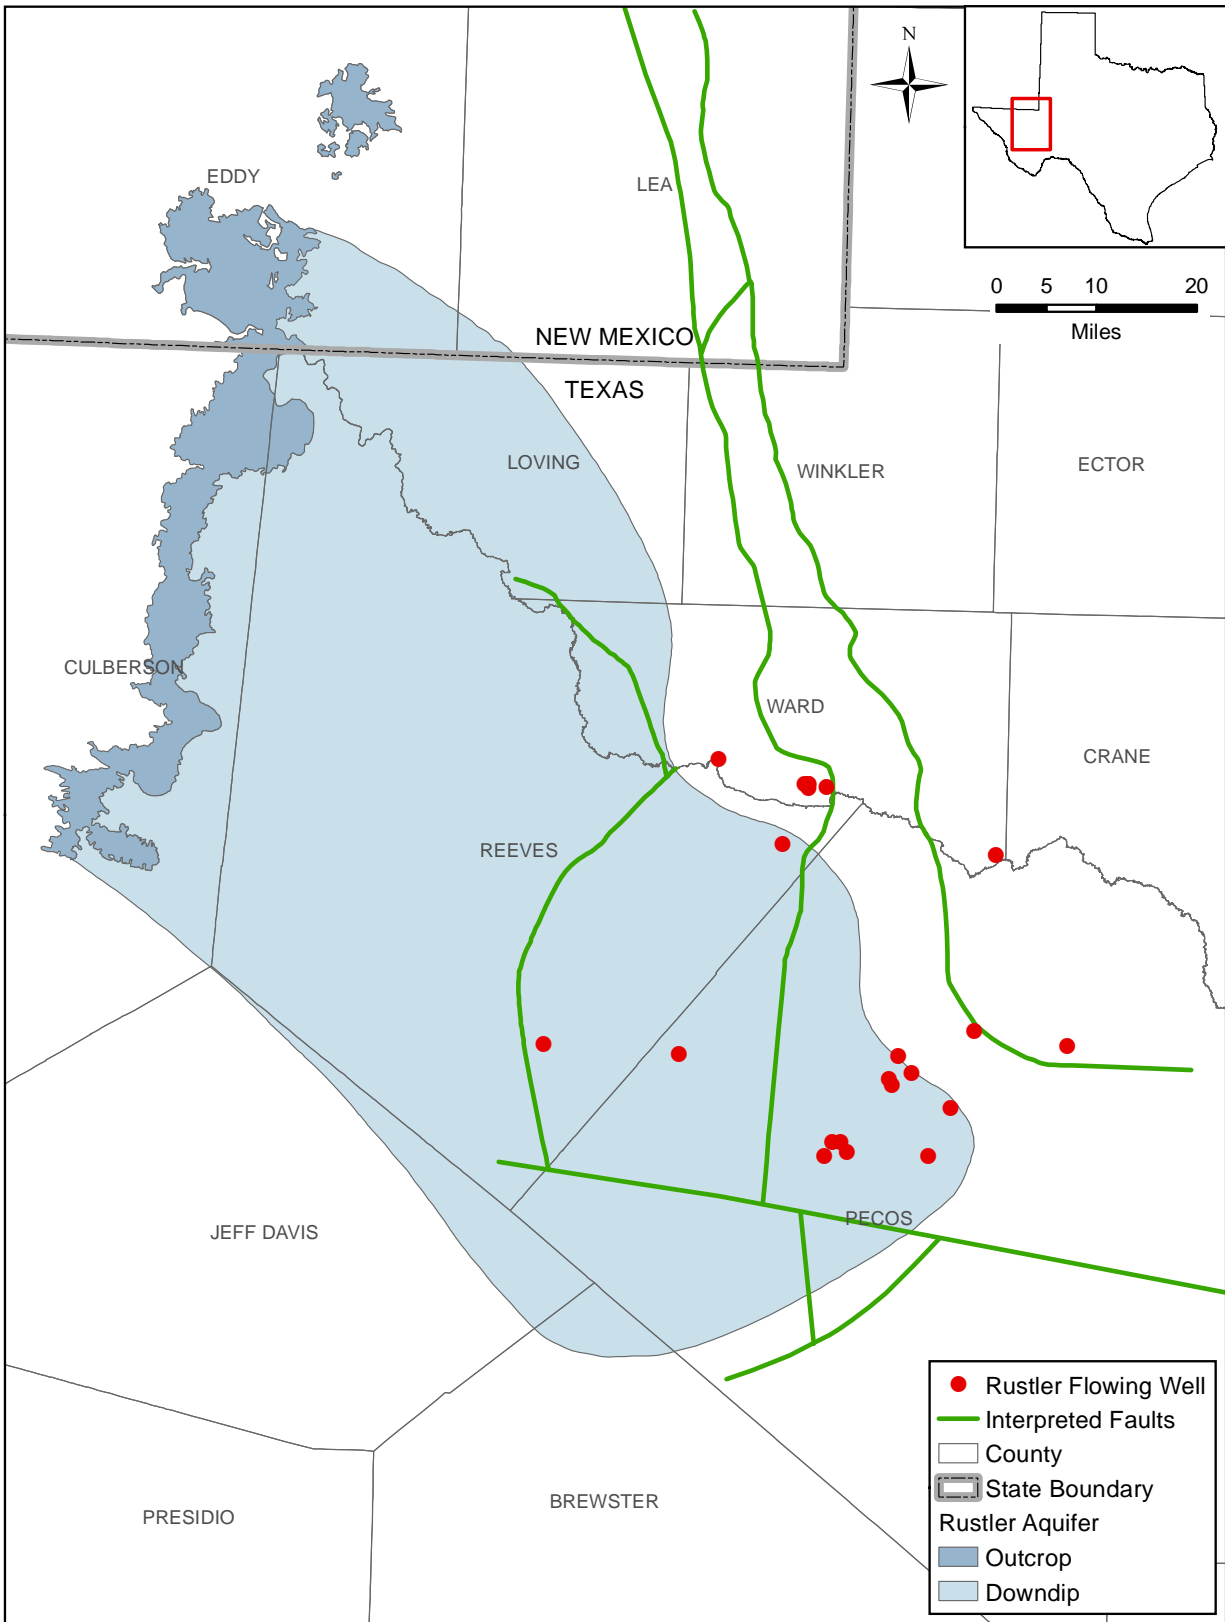 N
EDDY
LEA
0 5 10 20
Miles
NEW MEXICO
TEXAS
LOVING
WINKLER
ECTOR
CULBERSON
WARD
CRANE
REEVES
PECOS
JEFF DAVIS
BREWSTER
PRESIDIO
Rustler Flowing Well
Interpreted Faults
County
State Boundary
Rustler Aquifer
Outcrop
Downdip